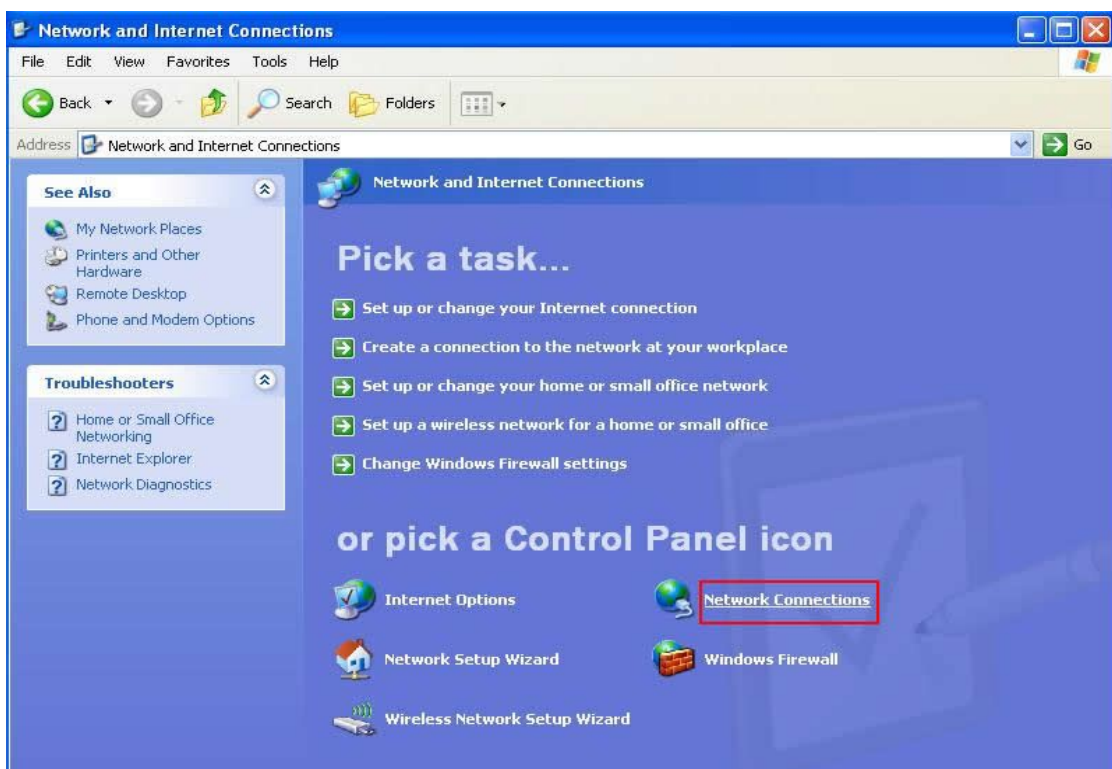 Network and Internet Connections
File Edit View Favorites Tools Help
Back Search Folders
Address Network and Internet Connections Go
See Also
My Network Places
Printers and Other
Hardware
Remote Desktop
Phone and Modem Options
Troubleshooters
Home or Small Office
Networking
Internet Explorer
Network Diagnostics
Network and Internet Connections
Pick a task...
Set up or change your Internet connection
Create a connection to the network at your workplace
Set up or change your home or small office network
Set up a wireless network for a home or small office
Change Windows Firewall settings
or pick a Control Panel icon
Internet Options Network Connections
Network Setup Wizard Windows Firewall
Wireless Network Setup Wizard